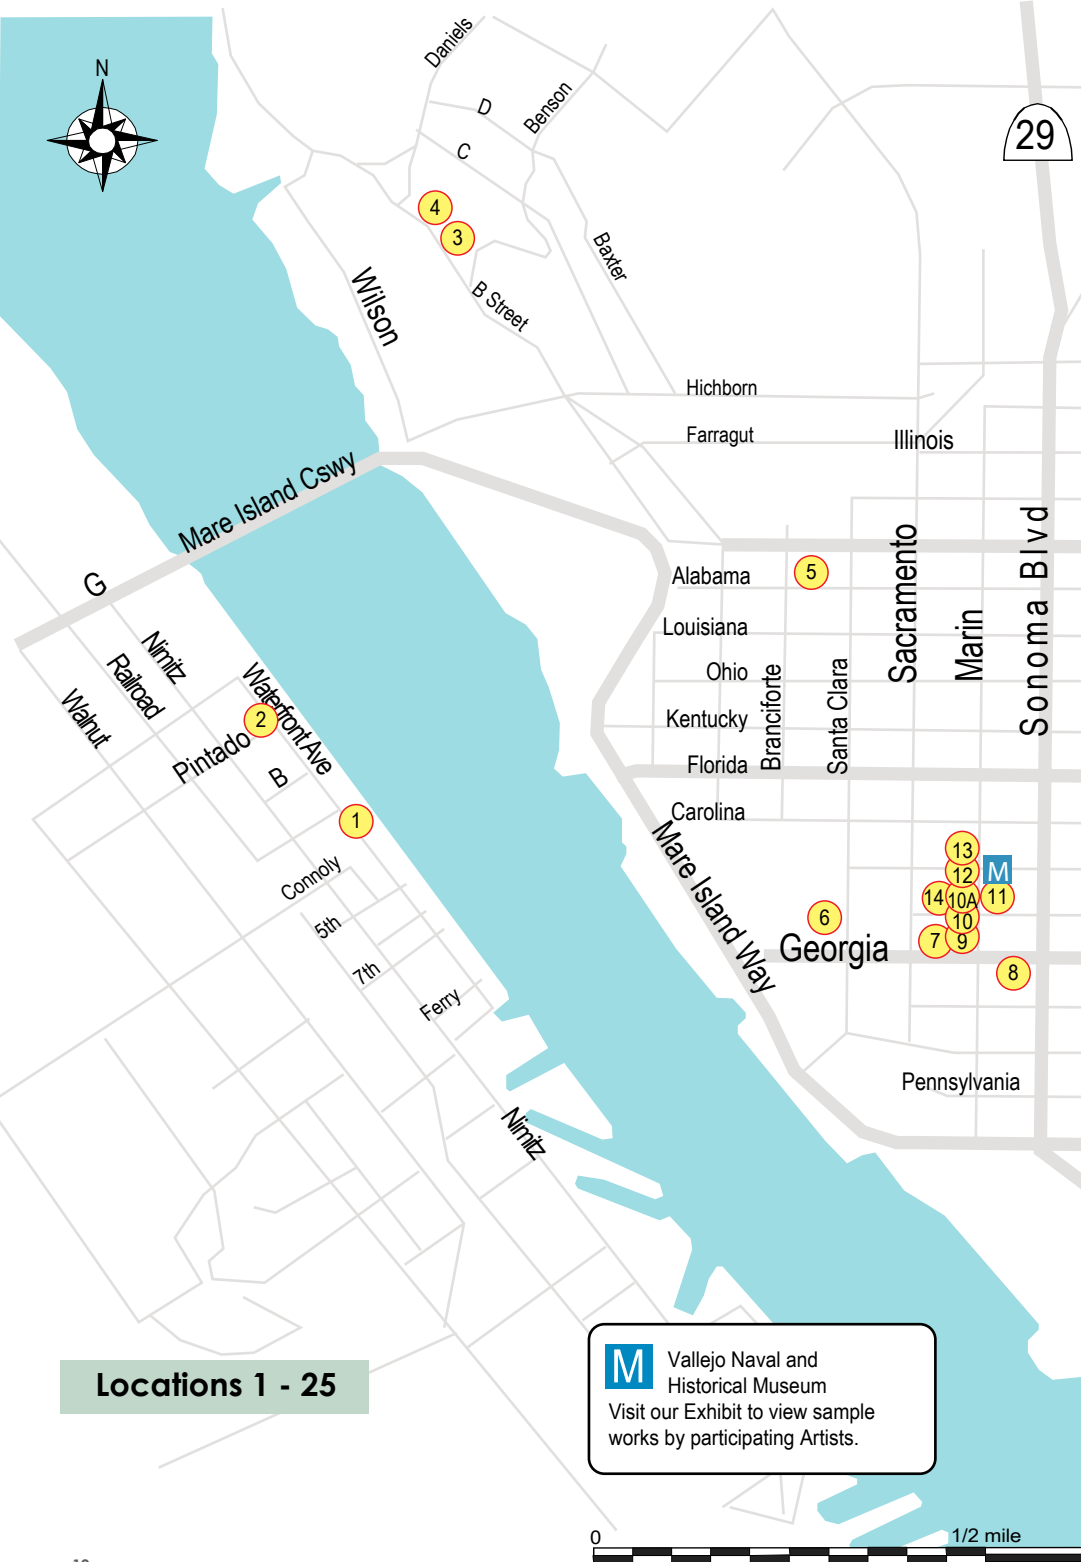 N
Daniels
D
Benson
C
29
4
3
Baxter
Wilson
B Street
Hichborn
Farragut
Illinois
Mare Island Cswy
G
Sonoma Blvd
Sacramento
Marin
Alabama
5
Louisiana
Ohio
Branciforte
Santa Clara
Kentucky
Florida
Carolina
Nimitz
Railroad
Walnut
Waterfront Ave
2
Pintado
B
1
Connoly
5th
7th
Ferry
Mare Island Way
13
12
M
14
10A
11
10
6
7
9
Georgia
8
Pennsylvania
Nimitz
Locations 1 - 25
M
Vallejo Naval and
Historical Museum
Visit our Exhibit to view sample
works by participating Artists.
0
1/2 mile